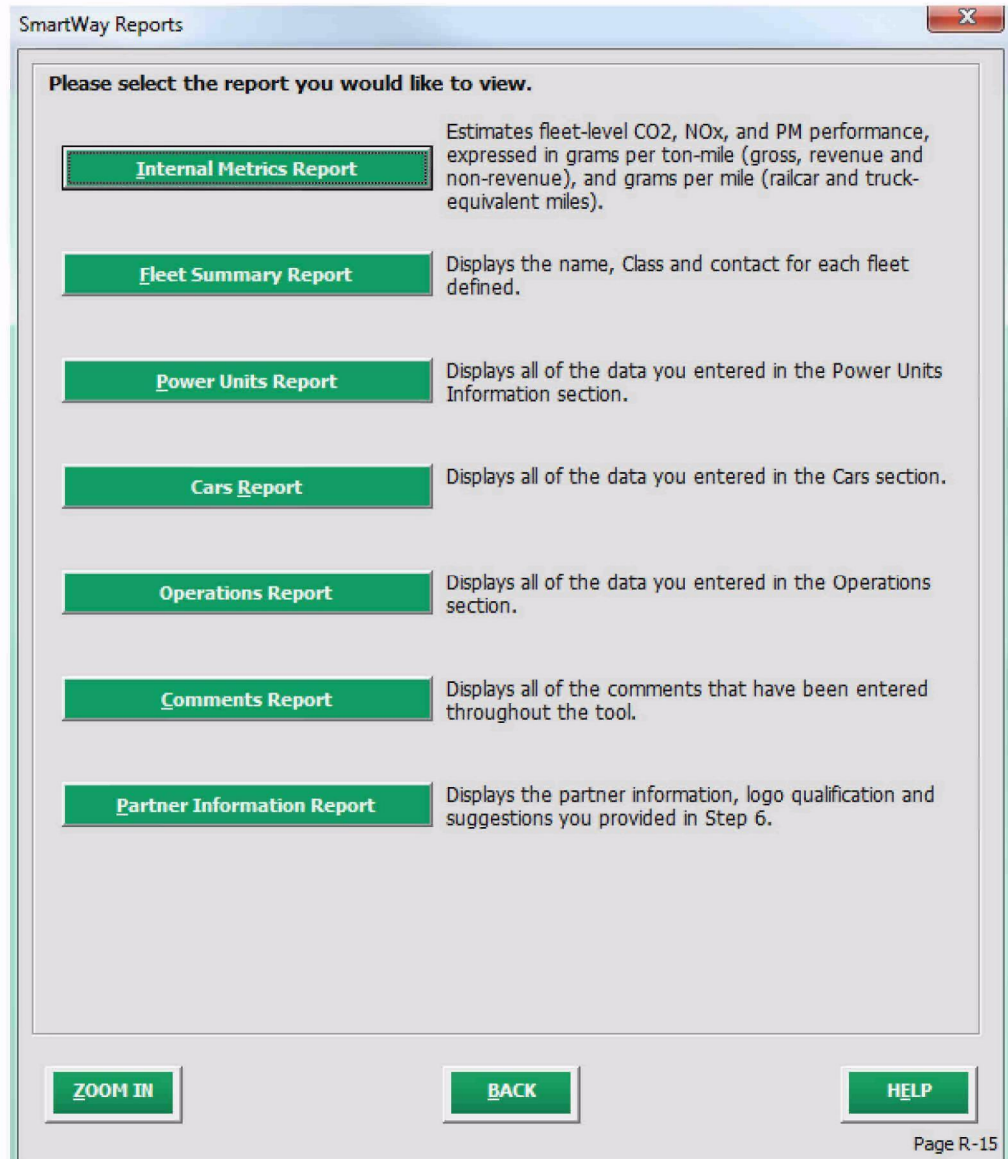 SmartWay Reports
X
Please select the report you would like to view.
Internal Metrics Report
Estimates fleet-level CO2, NOx, and PM performance,
expressed in grams per ton-mile (gross, revenue and
non-revenue), and grams per mile (railcar and truck-
equivalent miles).
Fleet Summary Report
Displays the name, Class and contact for each fleet
defined.
Power Units Report
Displays all of the data you entered in the Power Units
Information section.
Cars Report
Displays all of the data you entered in the Cars section.
Operations Report
Displays all of the data you entered in the Operations
section.
Comments Report
Displays all of the comments that have been entered
throughout the tool.
Partner Information Report
Displays the partner information, logo qualification and
suggestions you provided in Step 6.
ZOOM IN
BACK
HELP
Page R-15